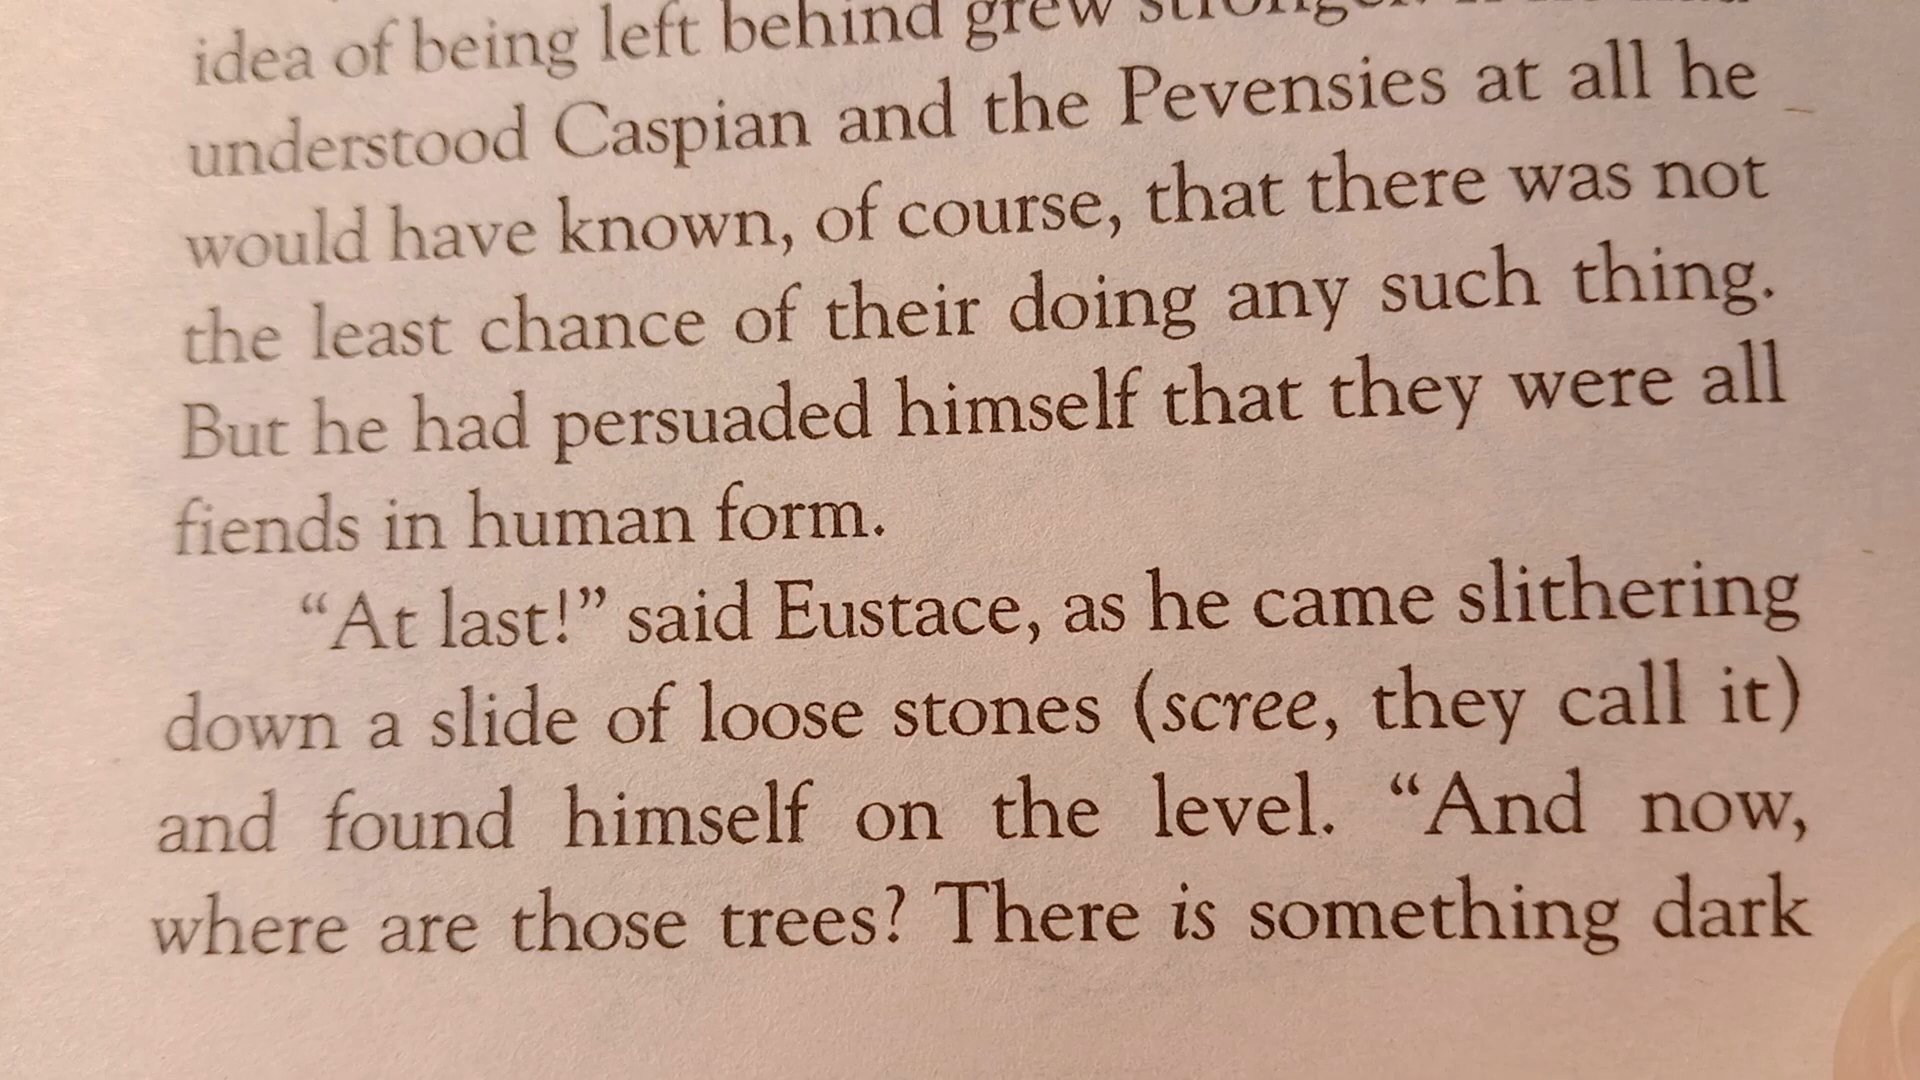 idea of being left behind grew stronger.
understood Caspian and the Pevensies at all he
would have known, of course, that there was not
the least chance of their doing any such thing.
But he had persuaded himself that they were all
fiends in human form.
“At last!” said Eustace, as he came slithering
down a slide of loose stones (scree, they call it)
and found himself on the level. “And now,
where are those trees? There is something dark